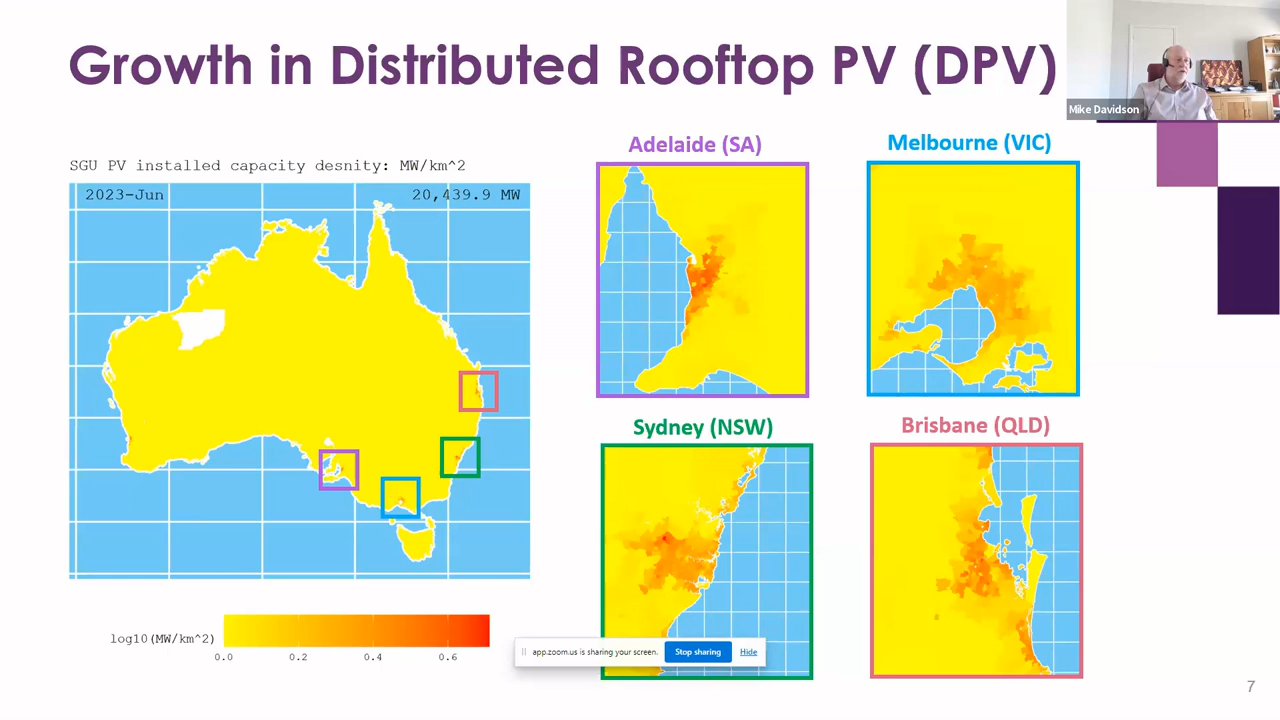 Growth in Distributed Rooftop PV (DPV)
Mike Davidson
SGU PV installed capacity desnity: MW/km^2
2023-Jun
20,439.9 MW
Adelaide (SA)
Melbourne (VIC)
Sydney (NSW)
Brisbane (QLD)
log10(MW/km^2)
0.0 0.2 0.4 0.6
app.zoom.us is sharing your screen. Stop sharing Hide
7